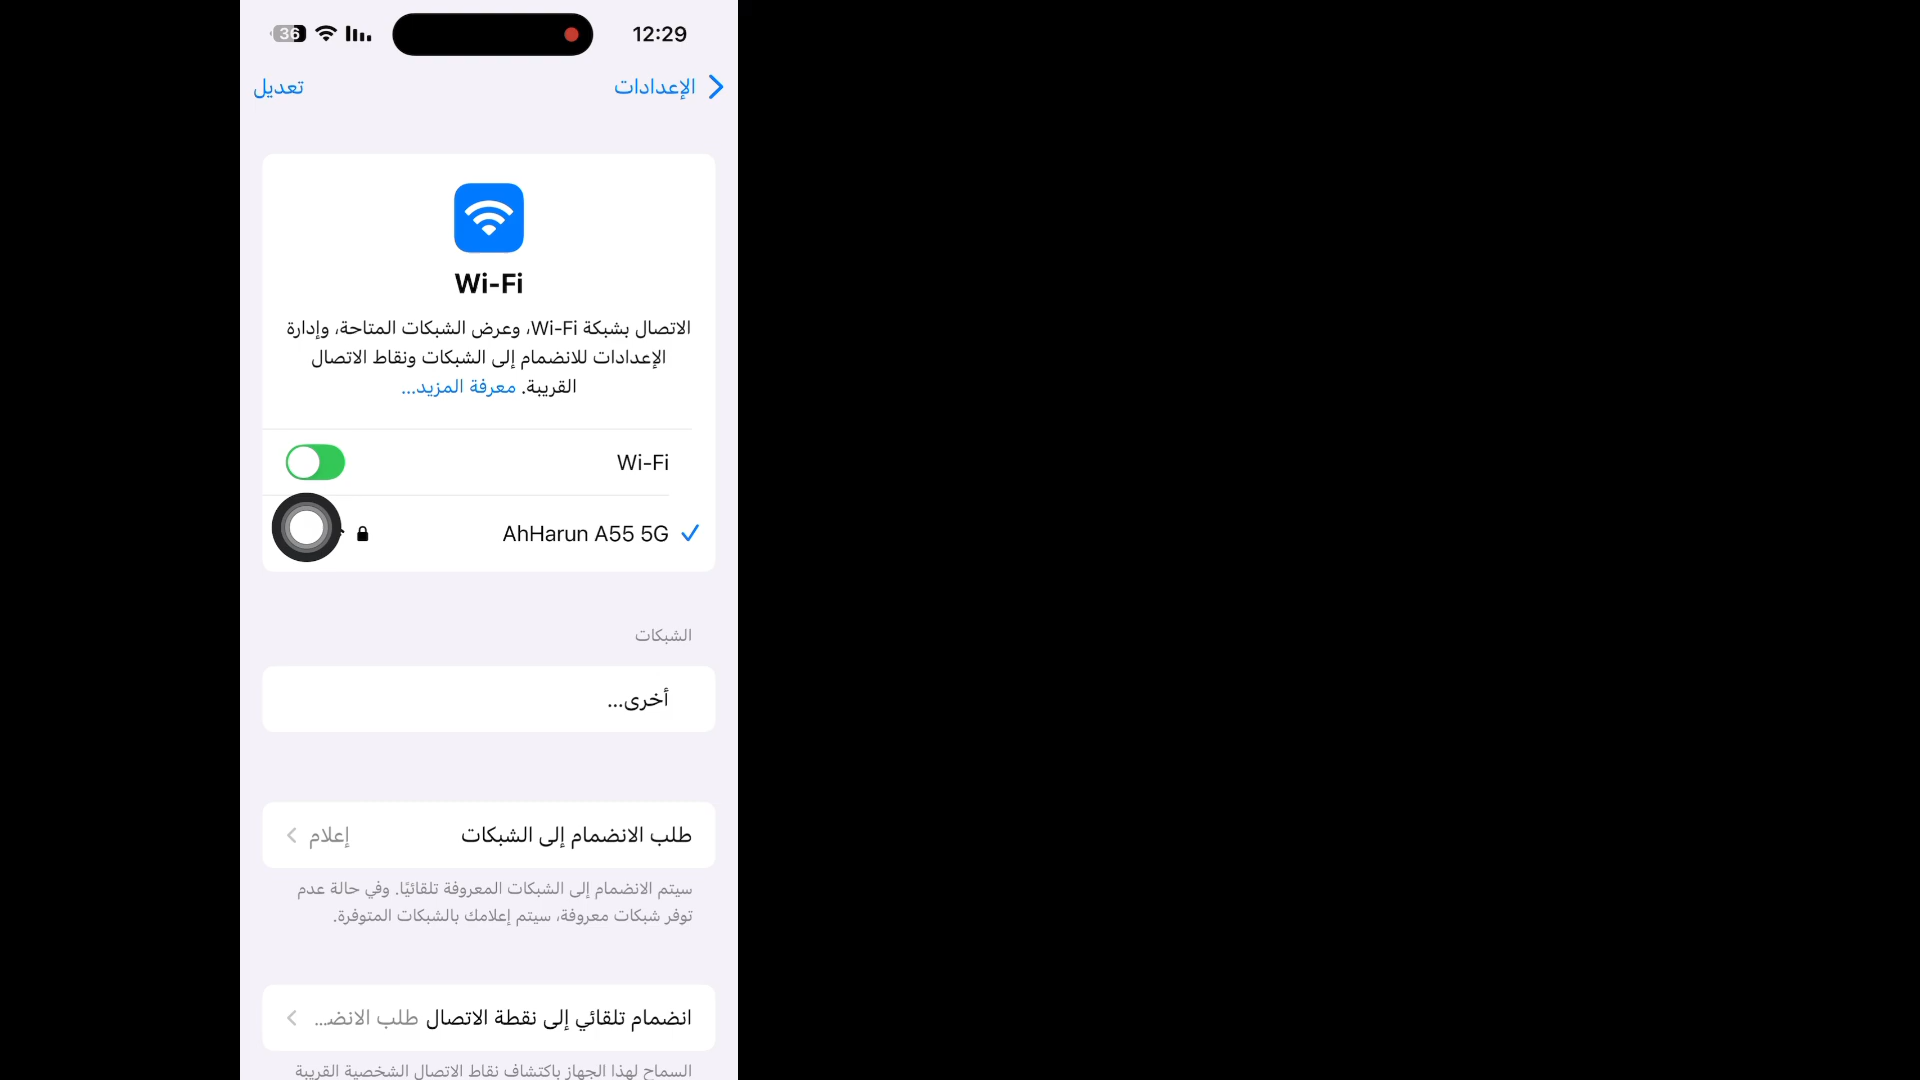 12:29
36
الإعدادات
تعديل
Wi-Fi
الاتصال بشبكة Wi-Fi، وعرض الشبكات المتاحة، وإدارة
الإعدادات للانضمام إلى الشبكات ونقاط الاتصال
القريبة. معرفة المزيد...
Wi-Fi
AhHarun A55 5G
الشبكات
أخرى...
طلب الانضمام إلى الشبكات إعلام
سيتم الانضمام إلى الشبكات المعروفة تلقائيًا. وفي حالة عدم
توفر شبكات معروفة، سيتم إعلامك بالشبكات المتوفرة.
انضمام تلقائي إلى نقطة الاتصال طلب الانضـ...
السماح لهذا الجهاز باكتشاف نقاط الاتصال الشخصية القريبة